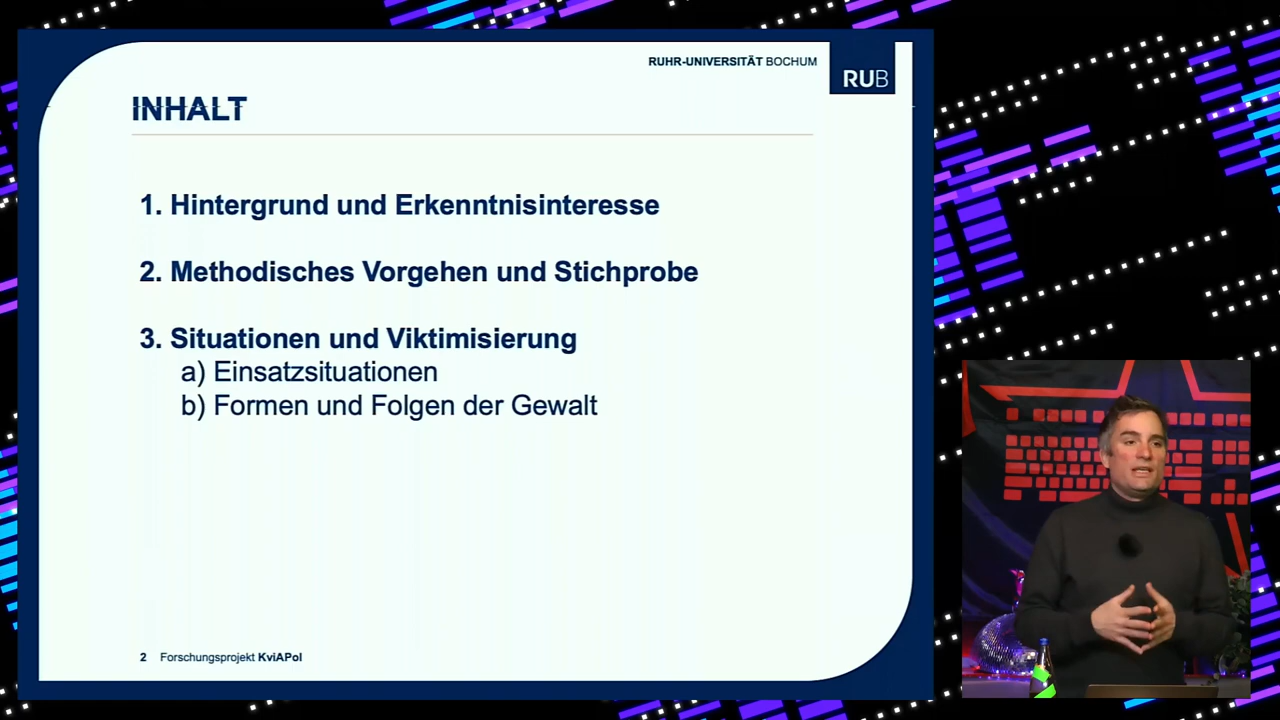 RUHR-UNIVERSITÄT BOCHUM
RUB
INHALT
1. Hintergrund und Erkenntnisinteresse
2. Methodisches Vorgehen und Stichprobe
3. Situationen und Viktimisierung
a) Einsatzsituationen
b) Formen und Folgen der Gewalt
2 Forschungsprojekt KviAPol